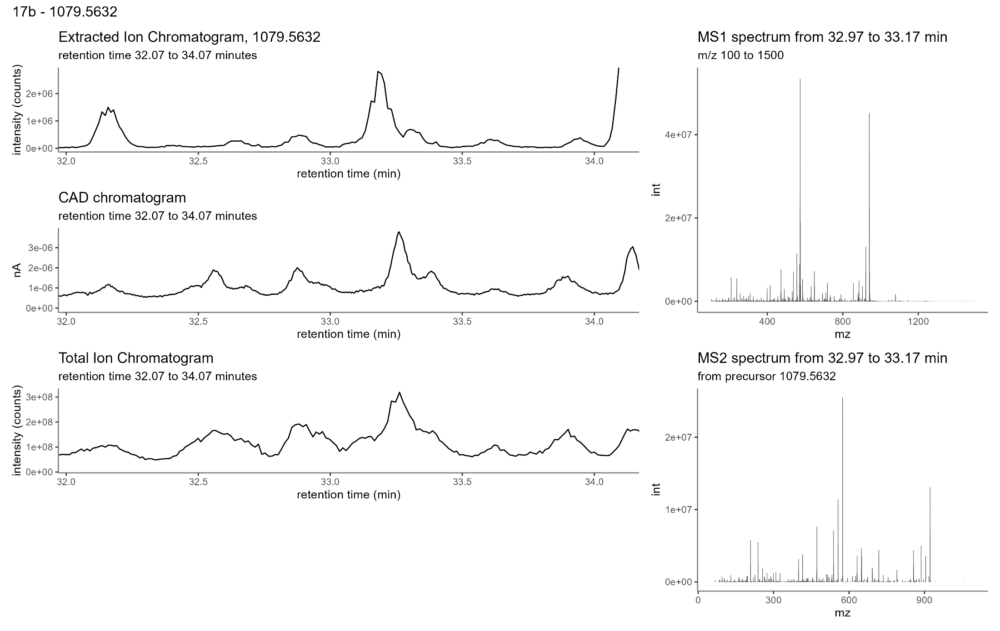 17b - 1079.5632
Extracted Ion Chromatogram, 1079.5632
retention time 32.07 to 34.07 minutes
intensity (counts)
2e+06
1e+06
0e+00
32.0 32.5 33.0 33.5 34.0
retention time (min)
CAD chromatogram
retention time 32.07 to 34.07 minutes
nA
3e-06
2e-06
1e-06
0e+00
32.0 32.5 33.0 33.5 34.0
retention time (min)
Total Ion Chromatogram
retention time 32.07 to 34.07 minutes
intensity (counts)
3e+08
2e+08
1e+08
0e+00
32.0 32.5 33.0 33.5 34.0
retention time (min)
MS1 spectrum from 32.97 to 33.17 min
m/z 100 to 1500
int
4e+07
2e+07
0e+00
400 800 1200
mz
MS2 spectrum from 32.97 to 33.17 min
from precursor 1079.5632
int
2e+07
1e+07
0e+00
0 300 600 900
mz